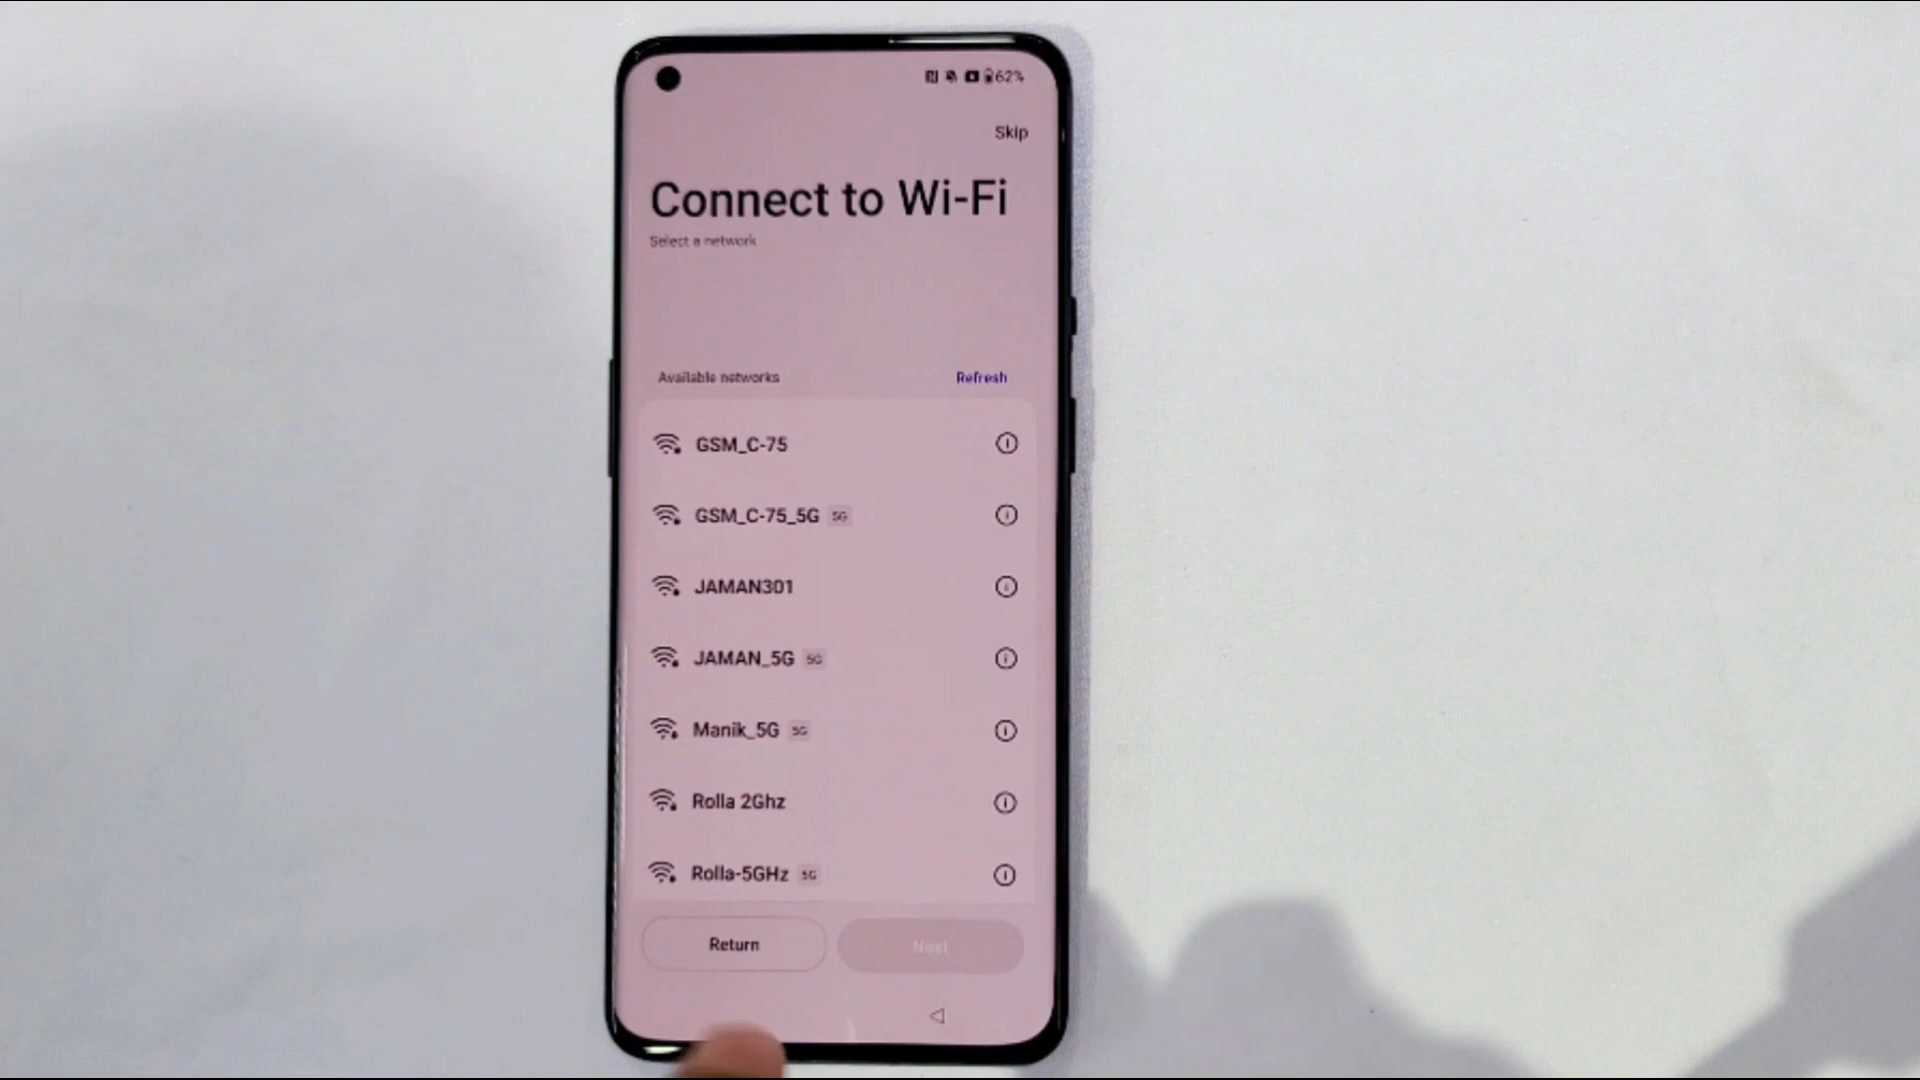 62%
Skip
Connect to Wi-Fi
Select a network
Available networks
Refresh
GSM_C-75
GSM_C-75_5G 5G
JAMAN301
JAMAN_5G 5G
Manik_5G 5G
Rolla 2Ghz
Rolla-5GHz 5G
Return
Next